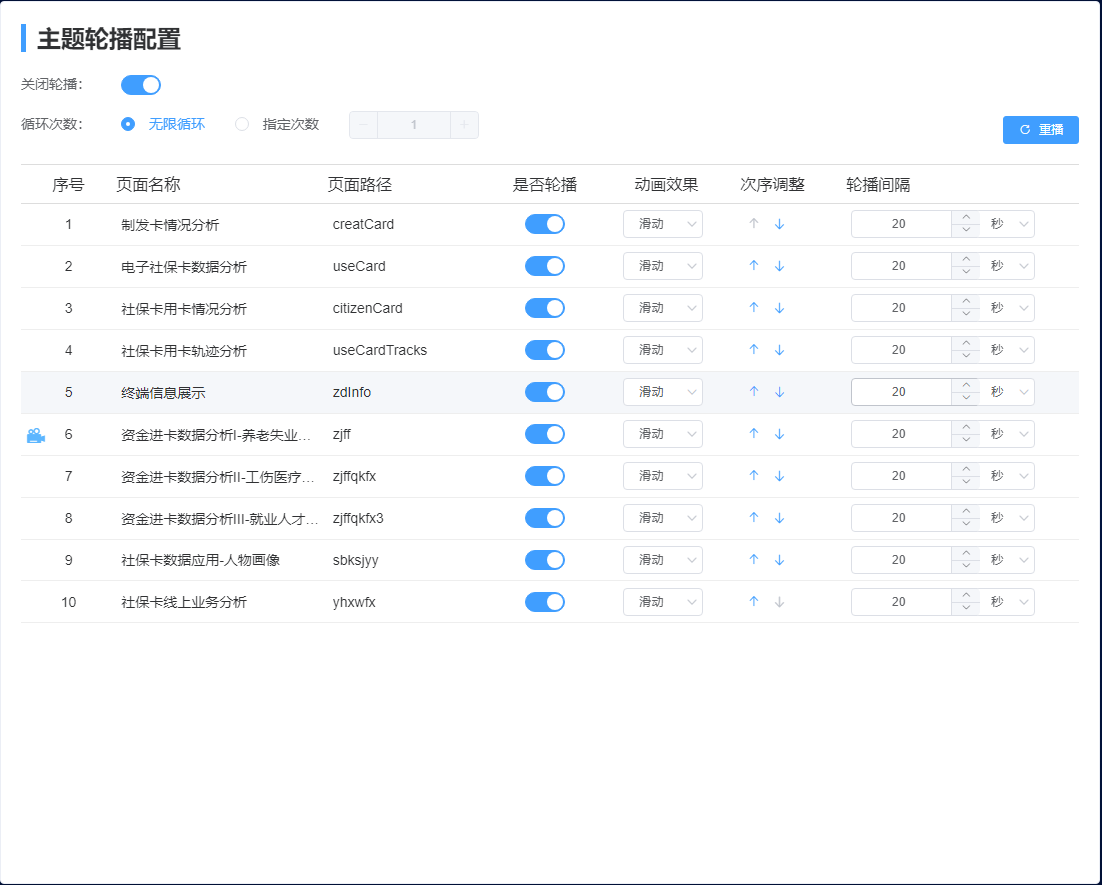 主题轮播配置
关闭轮播:
循环次数: 无限循环 指定次数 - 1 +
重播
序号 页面名称 页面路径 是否轮播 动画效果 次序调整 轮播间隔
1 制发卡情况分析 creatCard 滑动 20 秒
2 电子社保卡数据分析 useCard 滑动 20 秒
3 社保卡用卡情况分析 citizenCard 滑动 20 秒
4 社保卡用卡轨迹分析 useCardTracks 滑动 20 秒
5 终端信息展示 zdInfo 滑动 20 秒
6 资金进卡数据分析I-养老失业... zjff 滑动 20 秒
7 资金进卡数据分析II-工伤医疗... zjffqkfx 滑动 20 秒
8 资金进卡数据分析III-就业人才... zjffqkfx3 滑动 20 秒
9 社保卡数据应用-人物画像 sbksjyy 滑动 20 秒
10 社保卡线上业务分析 yhxwfx 滑动 20 秒